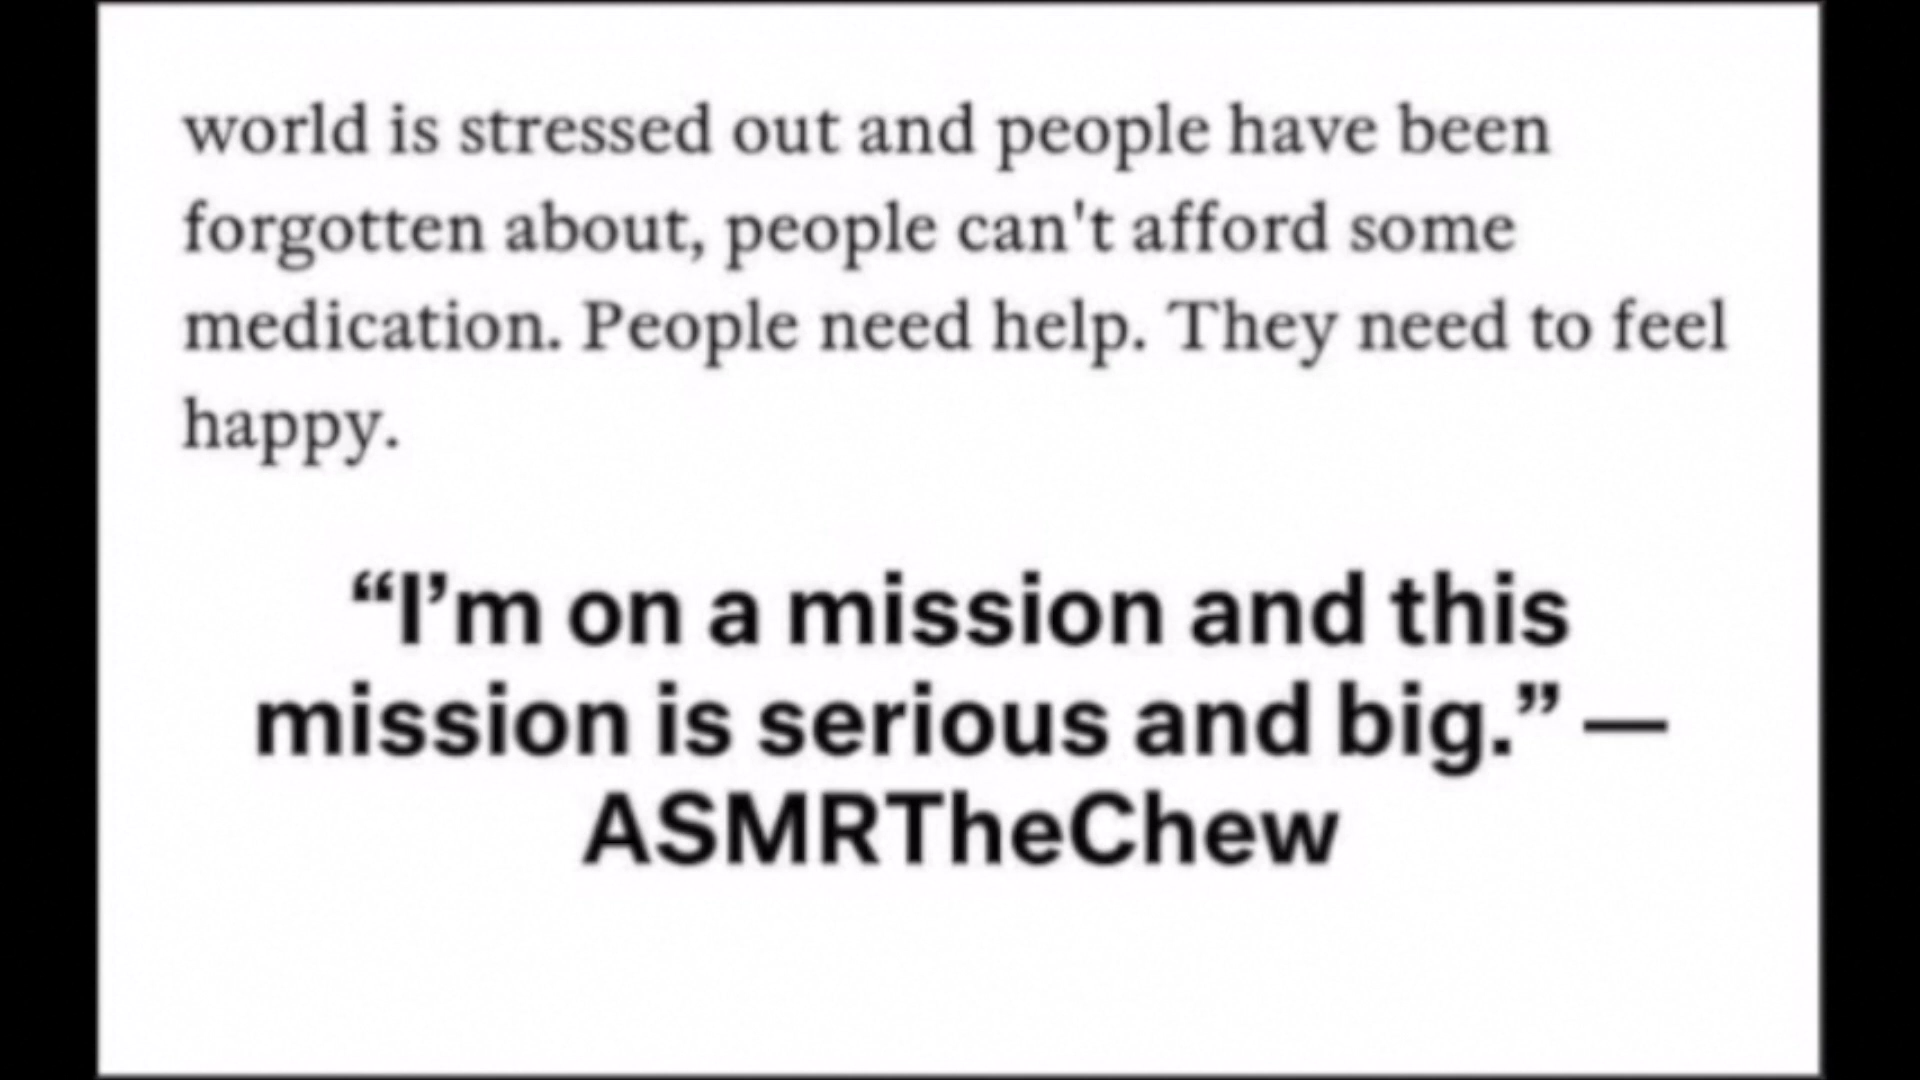 world is stressed out and people have been
forgotten about, people can't afford some
medication. People need help. They need to feel
happy.
“I’m on a mission and this
mission is serious and big.” —
ASMRTheChew